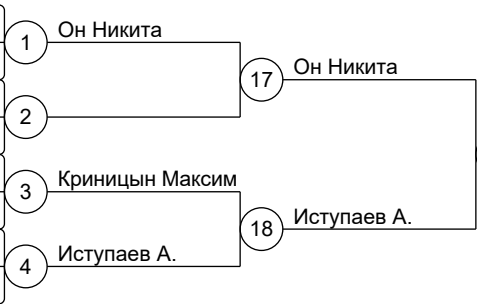 1
Он Никита
2
17
Он Никита
3
Криницын Максим
4
Иступаев А.
18
Иступаев А.